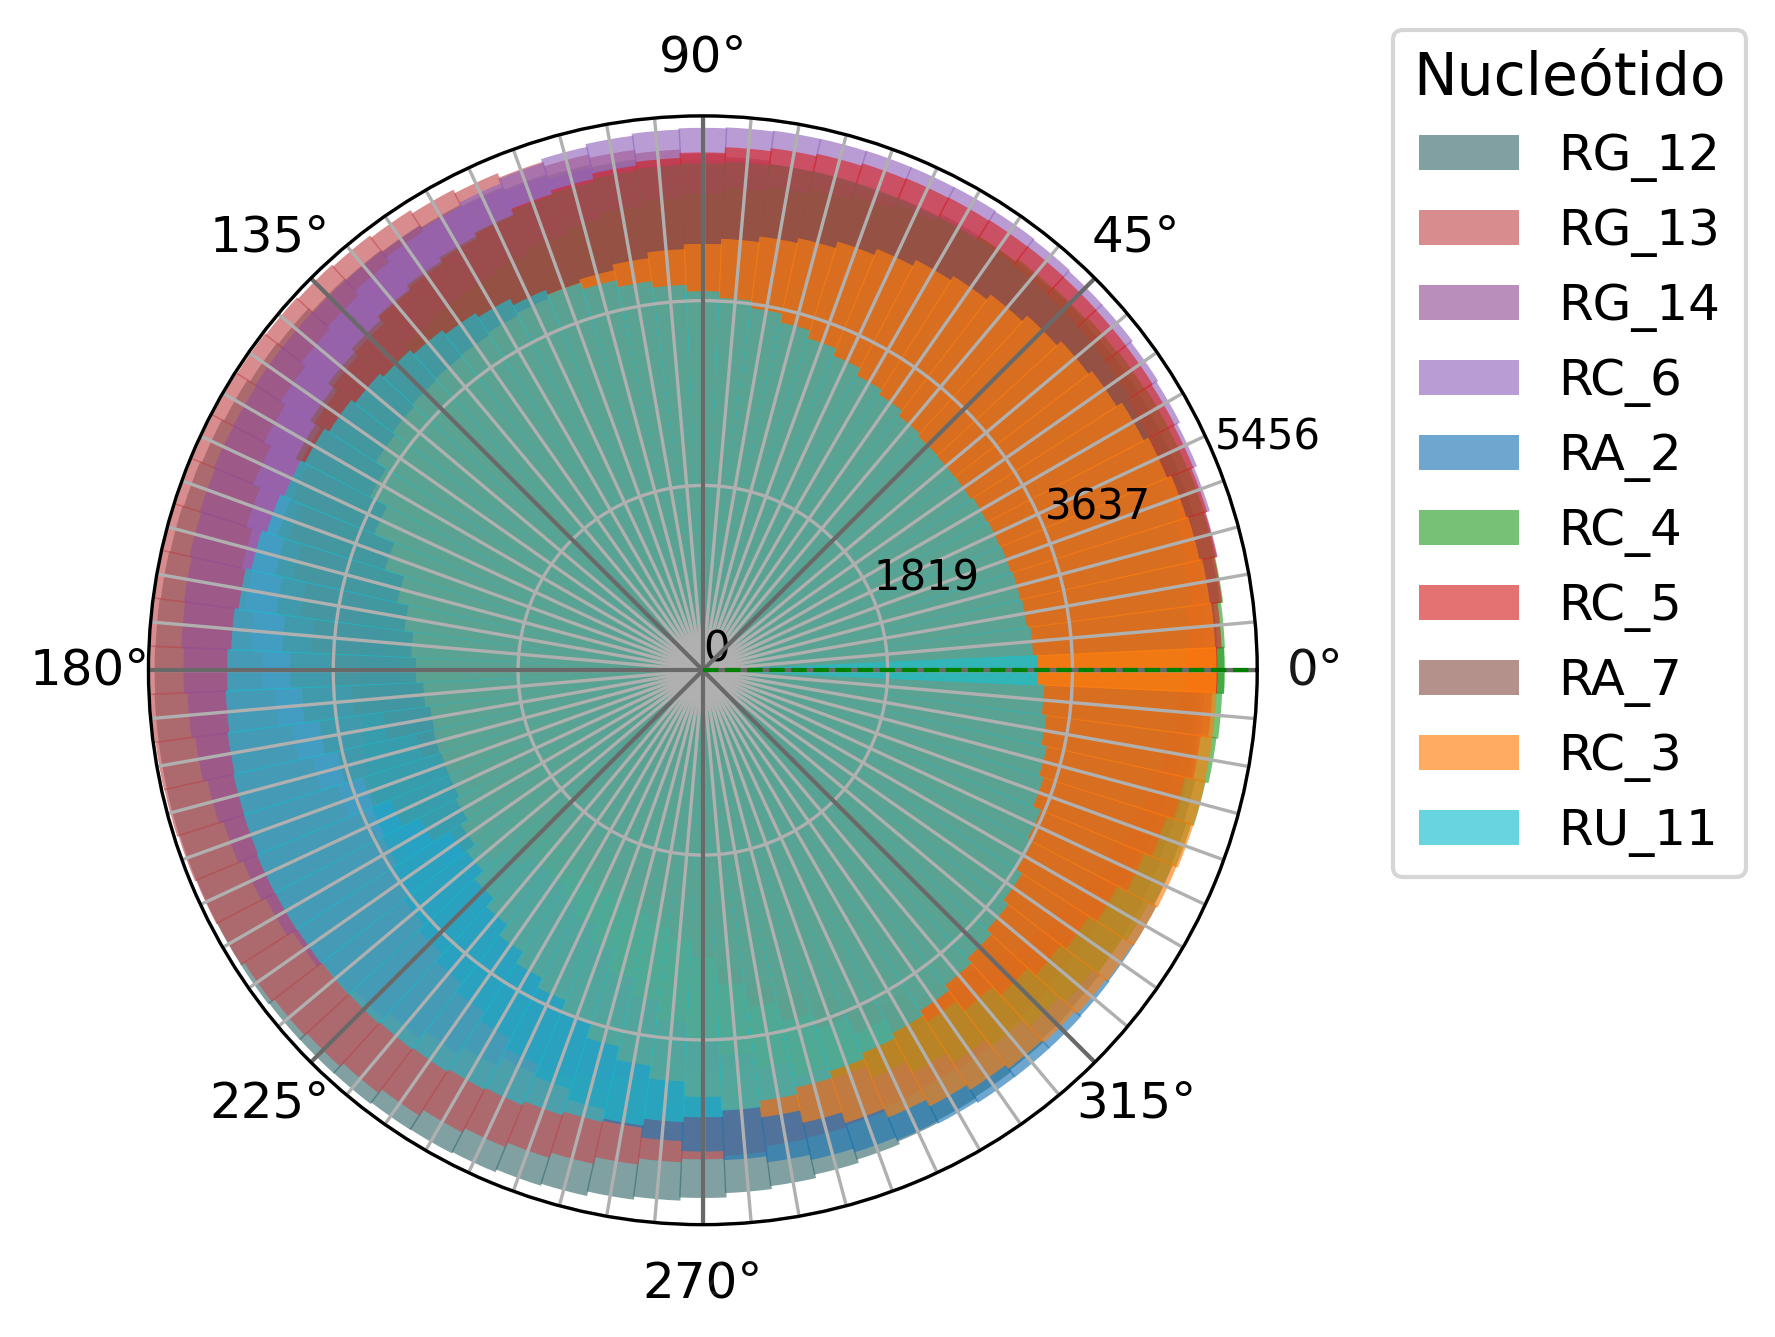 90°
135°
45°
180°
0°
225°
315°
270°
5456
3637
1819
0
Nucleótido
RG_12
RG_13
RG_14
RC_6
RA_2
RC_4
RC_5
RA_7
RC_3
RU_11